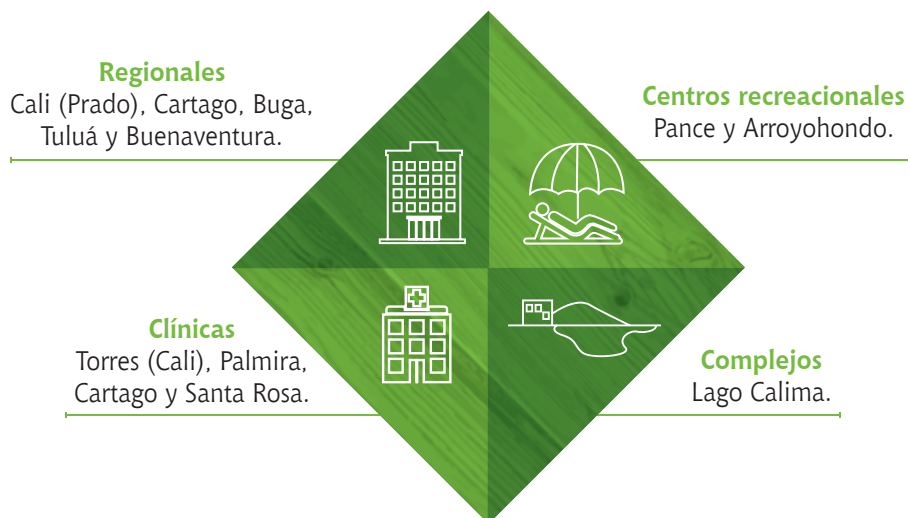 Regionales
Cali (Prado), Cartago, Buga,
Tuluá y Buenaventura.
Centros recreacionales
Pance y Arroyohondo.
Clínicas
Torres (Cali), Palmira,
Cartago y Santa Rosa.
Complejos
Lago Calima.